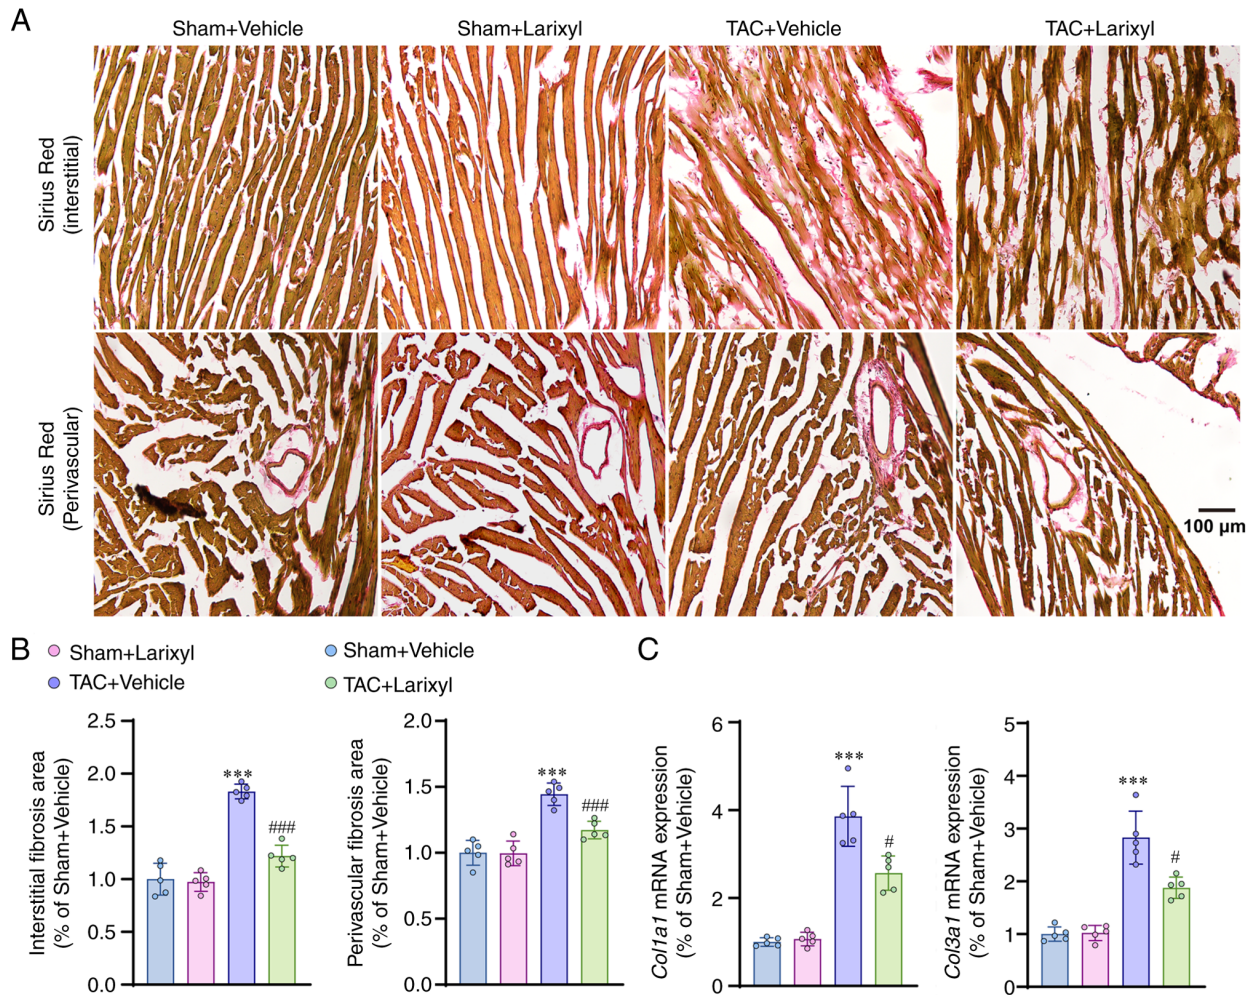 A
Sham+Vehicle
Sham+Larixyl
TAC+Vehicle
TAC+Larixyl
Sirius Red
(interstitial)
Sirius Red
(Perivascular)
100 μm
B
Sham+Larixyl
Sham+Vehicle
TAC+Vehicle
TAC+Larixyl
C
Interstitial fibrosis area
(% of Sham+Vehicle)
2.5
2.0
1.5
1.0
0.5
0.0
***
###
Perivascular fibrosis area
(% of Sham+Vehicle)
2.0
1.5
1.0
0.5
0.0
***
###
Col1a1 mRNA expression
(% of Sham+Vehicle)
6
4
2
0
***
#
Col3a1 mRNA expression
(% of Sham+Vehicle)
5
4
3
2
1
0
***
#